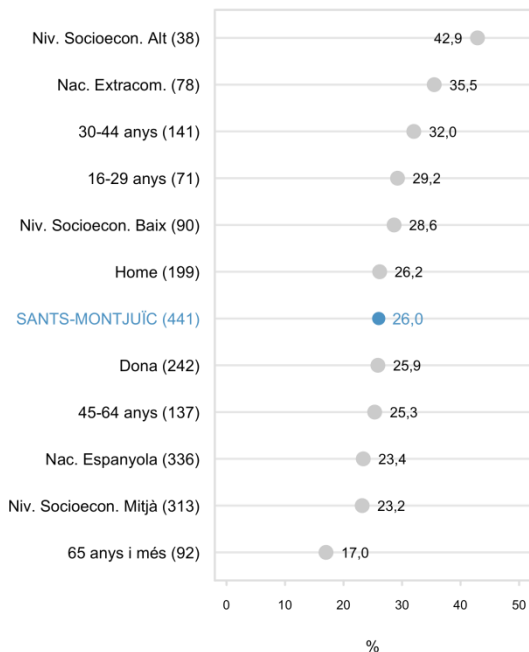 Niv. Socioecon. Alt (38) 42,9
Nac. Extracom. (78) 35,5
30-44 anys (141) 32,0
16-29 anys (71) 29,2
Niv. Socioecon. Baix (90) 28,6
Home (199) 26,2
SANTS-MONTJUÏC (441) 26,0
Dona (242) 25,9
45-64 anys (137) 25,3
Nac. Espanyola (336) 23,4
Niv. Socioecon. Mitjà (313) 23,2
65 anys i més (92) 17,0
0 10 20 30 40 50
%